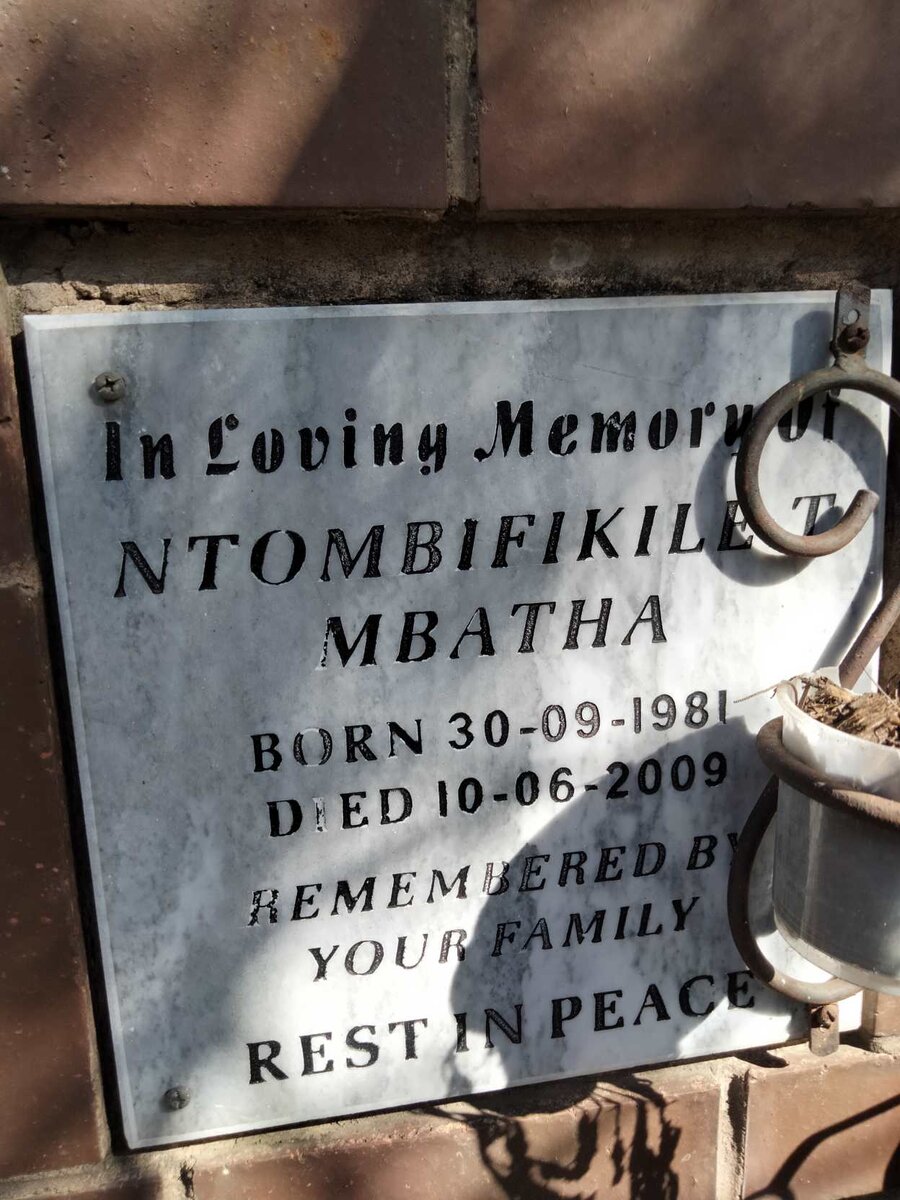 In Loving Memory Of
NTOMBIFIKILE T
MBATHA
BORN 30-09-1981
DIED 10-06-2009
REMEMBERED BY
YOUR FAMILY
REST IN PEACE